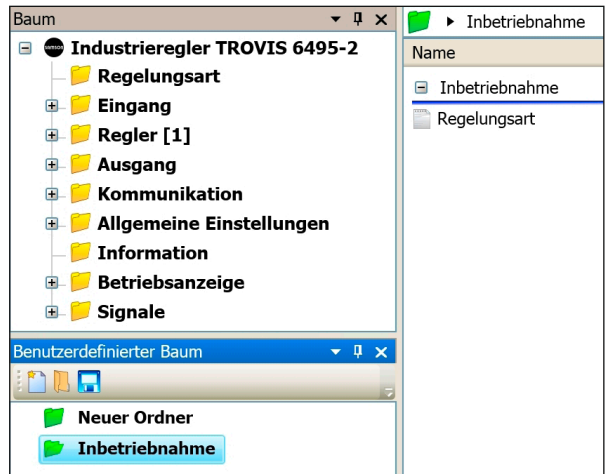 Baum
Industrieregler TROVIS 6495-2
Regelungsart
Eingang
Regler [1]
Ausgang
Kommunikation
Allgemeine Einstellungen
Information
Betriebsanzeige
Signale
Benutzerdefinierter Baum
Neuer Ordner
Inbetriebnahme
Inbetriebnahme
Name
Inbetriebnahme
Regelungsart